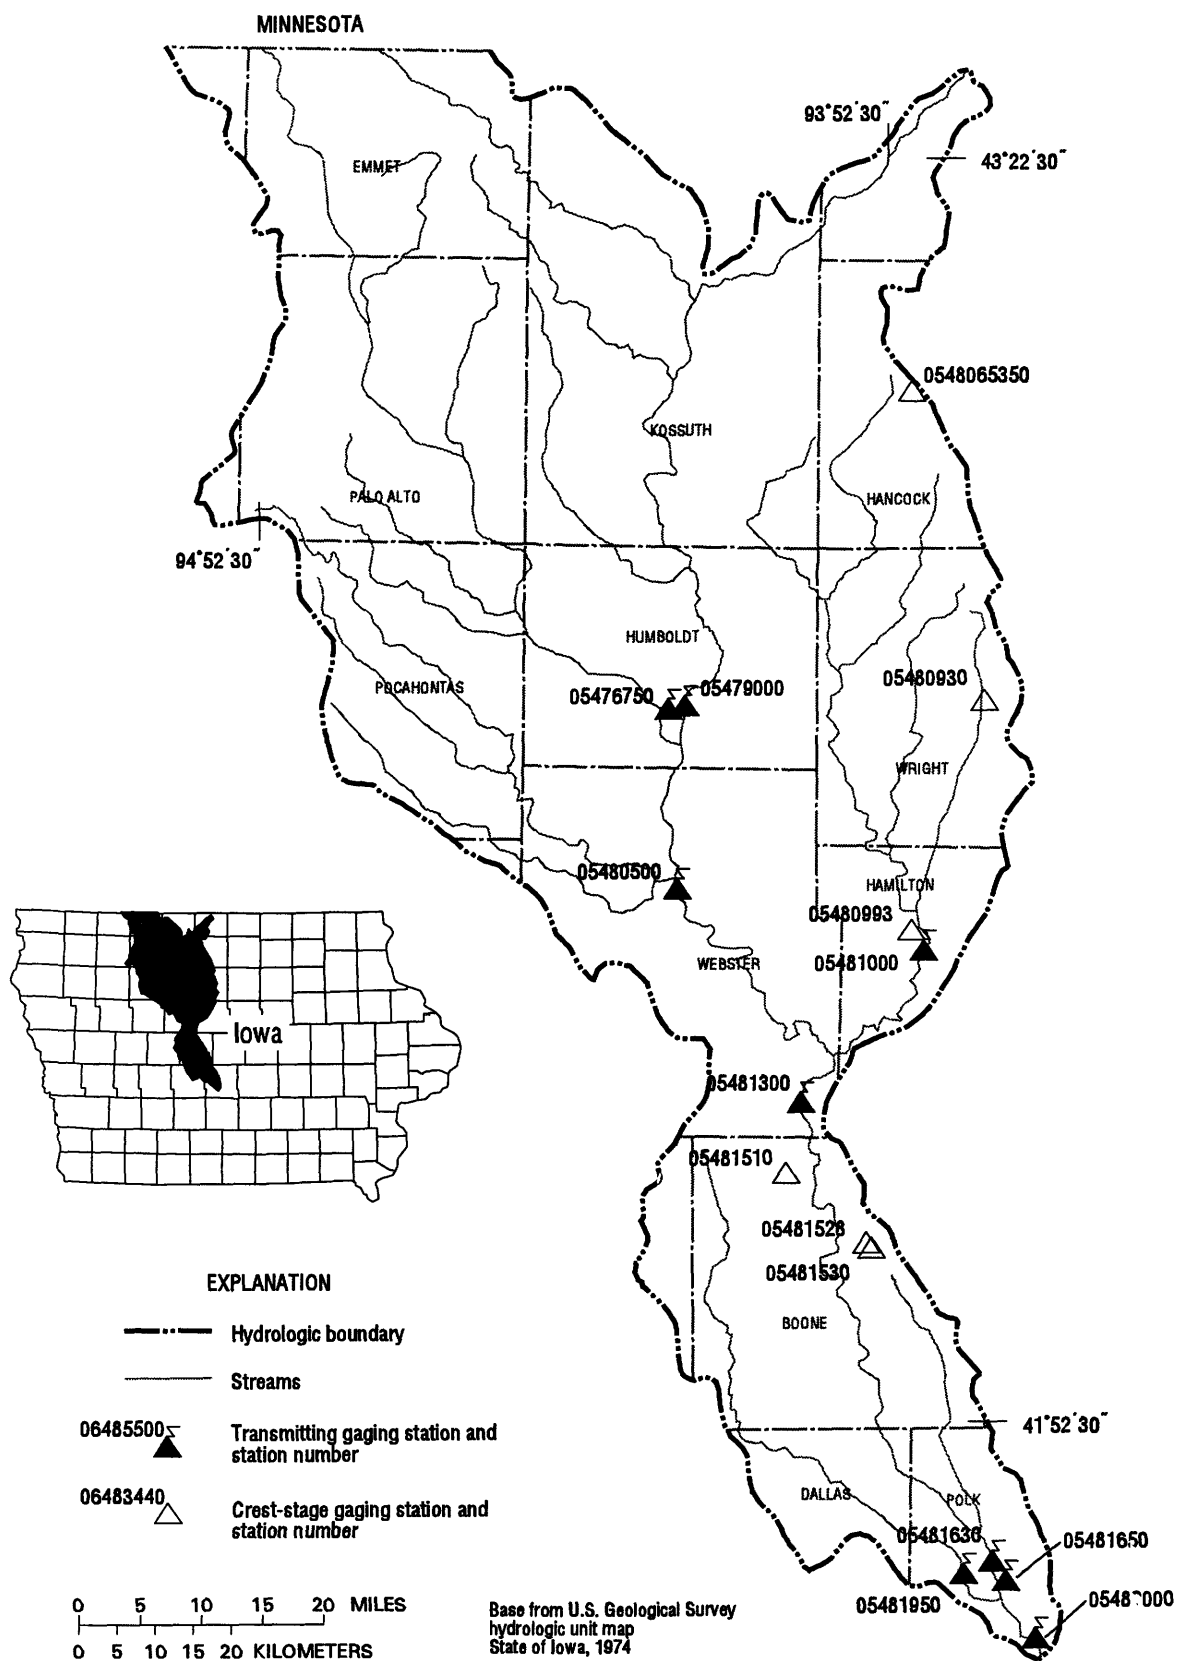 MINNESOTA
93°52'30"
43°22'30"
EMMET
0548065350
KOSSUTH
PALO ALTO
HANCOCK
94°52'30"
HUMBOLDT
POCAHONTAS
05476750
05479000
05480930
WRIGHT
05480500
HAMILTON
05480993
WEBSTER
05481000
Iowa
05481300
05481510
05481528
05481530
BOONE
EXPLANATION
Hydrologic boundary
Streams
06485500
Transmitting gaging station and
station number
06483440
Crest-stage gaging station and
station number
41°52'30"
DALLAS
POLK
05481630
05481650
05481950
0 5 10 15 20 MILES
0 5 10 15 20 KILOMETERS
Base from U.S. Geological Survey
hydrologic unit map
State of Iowa, 1974